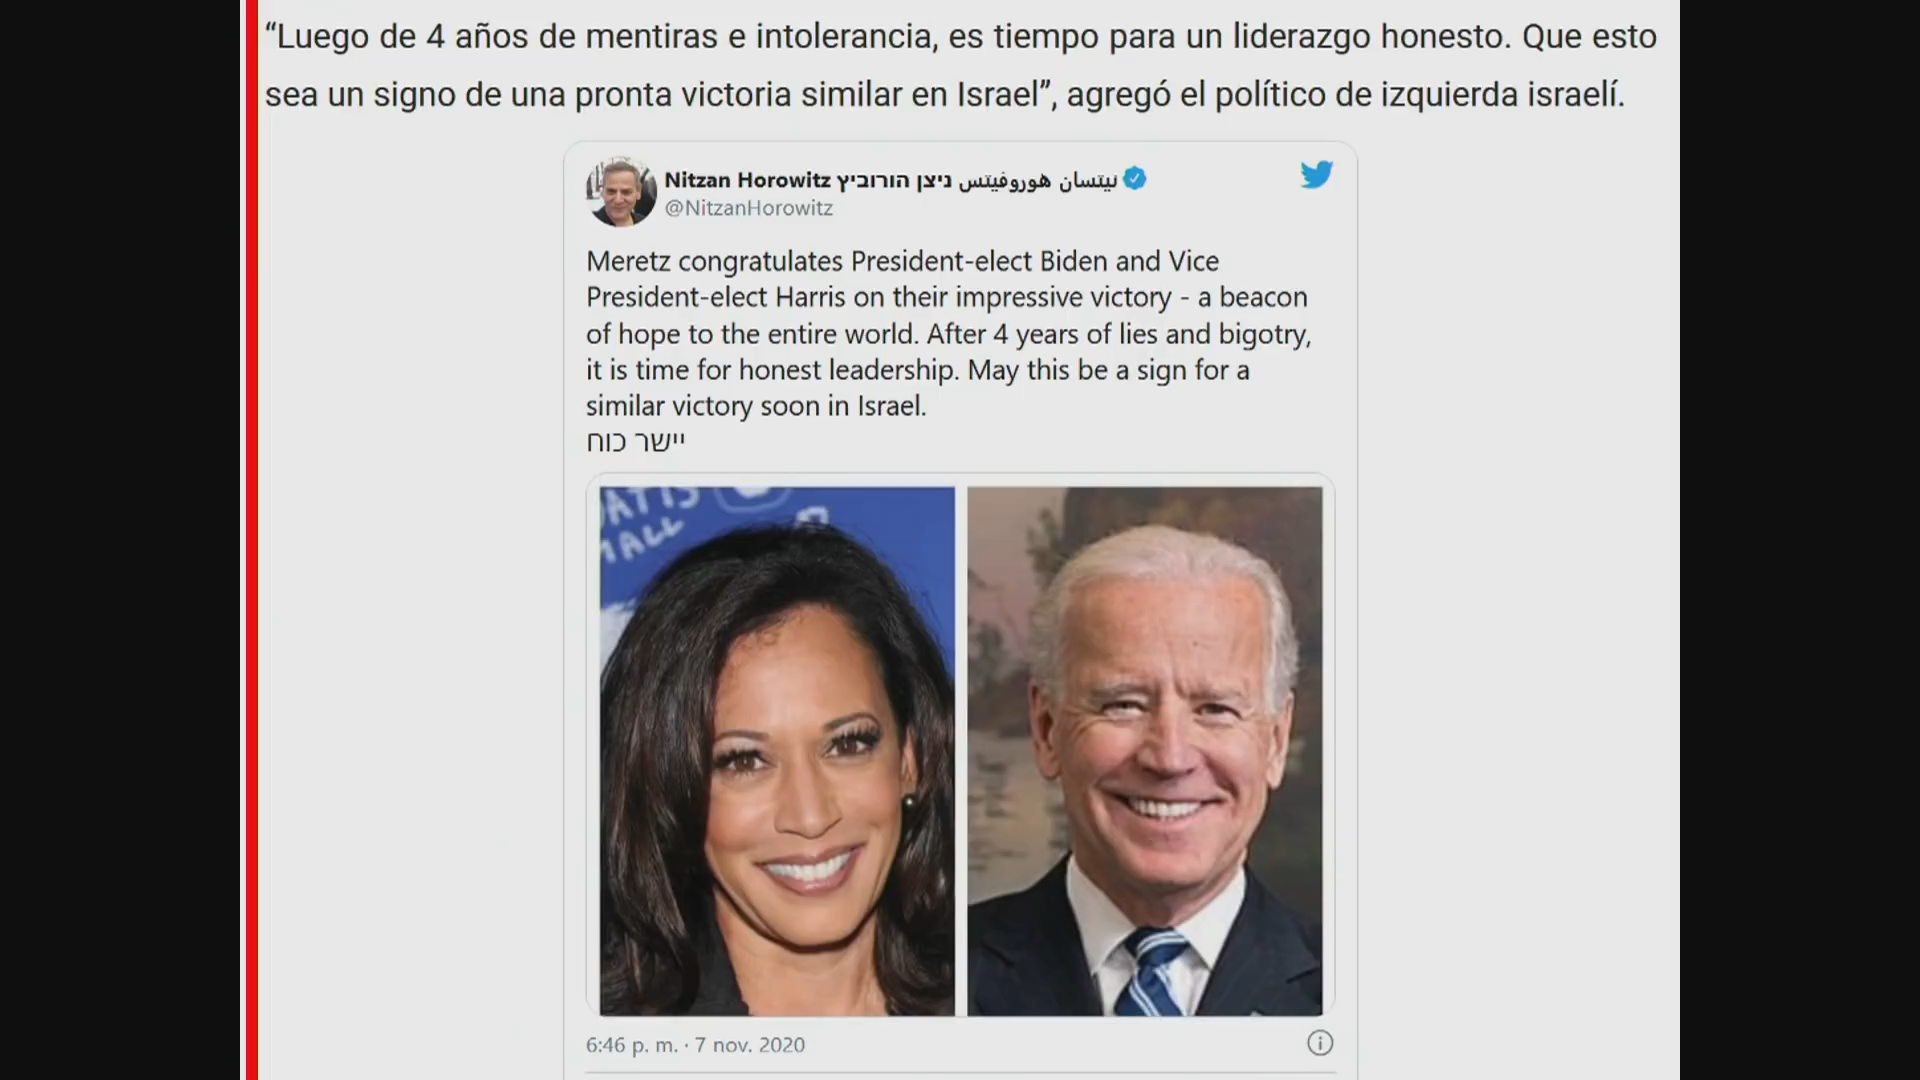 “Luego de 4 años de mentiras e intolerancia, es tiempo para un liderazgo honesto. Que esto
sea un signo de una pronta victoria similar en Israel”, agregó el político de izquierda israelí.
Nitzan Horowitz ניצן הורוביץ نيتسان هوروفيتس
@NitzanHorowitz
Meretz congratulates President-elect Biden and Vice
President-elect Harris on their impressive victory - a beacon
of hope to the entire world. After 4 years of lies and bigotry,
it is time for honest leadership. May this be a sign for a
similar victory soon in Israel.
יישר כוח
6:46 p. m. · 7 nov. 2020